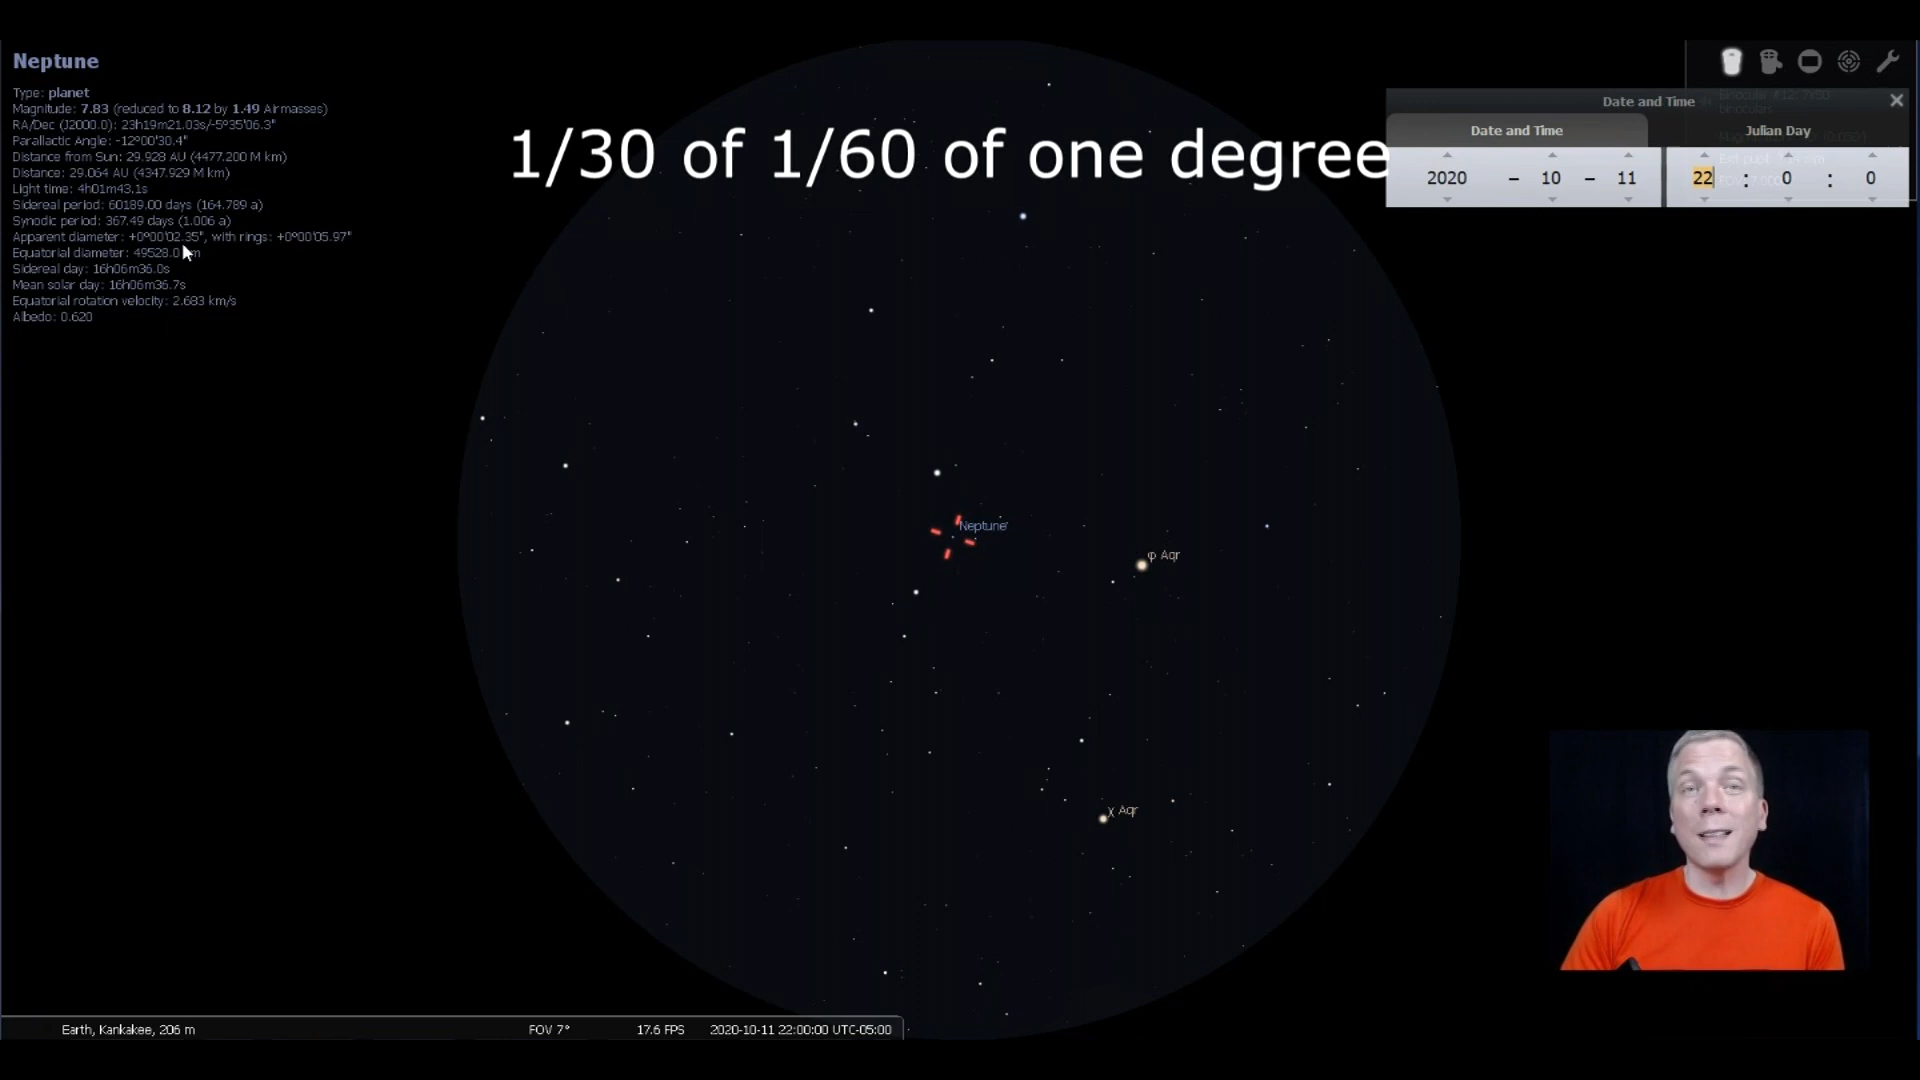 Neptune
Type: planet
Magnitude: 7.83 (reduced to 8.12 by 1.49 Airmasses)
RA/Dec (J2000.0): 23h19m21.03s/-5°35'06.3"
Parallactic Angle: -12°00'30.4"
Distance from Sun: 29.928 AU (4477.200 M km)
Distance: 29.064 AU (4347.929 M km)
Light time: 4h01m43.1s
Sidereal period: 60189.00 days (164.789 a)
Synodic period: 367.49 days (1.006 a)
Apparent diameter: +0°00'02.35", with rings: +0°00'05.97"
Equatorial diameter: 49528.0
Sidereal day: 16h06m36.0s
Mean solar day: 16h06m36.7s
Equatorial rotation velocity: 2.683 km/s
Albedo: 0.620
1/30 of 1/60 of one degree
Date and Time
Date and Time
Julian Day
2020 - 10 - 11
22 : 0 : 0
Neptune
φ Aqr
χ Aqr
Earth, Kankakee, 206 m
FOV 7°
17.6 FPS
2020-10-11 22:00:00 UTC-05:00